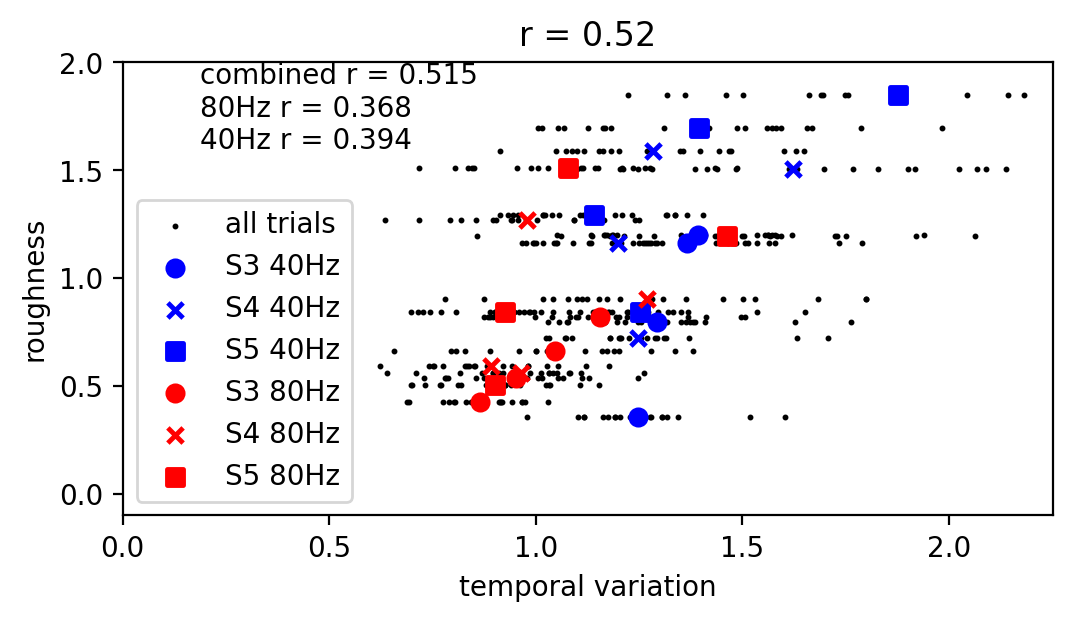 r = 0.52
combined r = 0.515
80Hz r = 0.368
40Hz r = 0.394
all trials
S3 40Hz
S4 40Hz
S5 40Hz
S3 80Hz
S4 80Hz
S5 80Hz
roughness
2.0
1.5
1.0
0.5
0.0
0.0 0.5 1.0 1.5 2.0
temporal variation